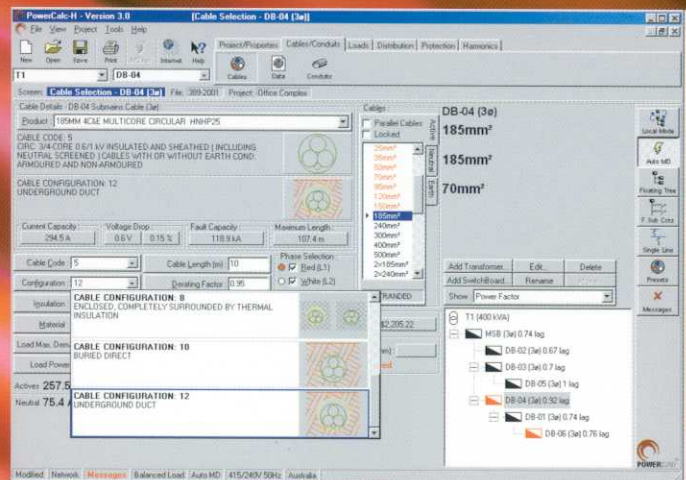 PowerCalc-H - Version 3.0 [Cable Selection - DB-04 (3ø)]
File View Project Tools Help
New Open Save Print Internet Help
Project/Properties Cables/Conduits Loads Distribution Protection Harmonics
Cables Data Conduits
T1 DB-04
Screen: Cable Selection - DB-04 (3ø) File: 309-2001 Project: Office Complex
Cable Details - DB-04 Submains Cable (3ø)
Product: 185MM 4C&E MULTICORE CIRCULAR HNHP25
CABLE CODE: 5
CIRC. 3/4-CORE 0.6/1 kV INSULATED AND SHEATHED ( INCLUDING
NEUTRAL SCREENED ) CABLES WITH OR WITHOUT EARTH COND.
ARMOURED AND NON-ARMOURED
CABLE CONFIGURATION: 12
UNDERGROUND DUCT
Current Capacity: Voltage Drop: Fault Capacity: Maximum Length:
294.5 A 0.6 V 0.15 % 118.9 kA 107.4 m
Cable Code 5 Cable Length (m) 10
Configuration 12 Derating Factor 0.95
Phase Selection
Red (L1)
White (L2)
Insulation
Material
Load Max. Dem
Load Power
Actives 257.5
Neutral 75.4 A
CABLE CONFIGURATION: 8
ENCLOSED, COMPLETELY SURROUNDED BY THERMAL
INSULATION
CABLE CONFIGURATION: 10
BURIED DIRECT
CABLE CONFIGURATION: 12
UNDERGROUND DUCT
Cables
Parallel Cables
Locked
25mm²
35mm²
50mm²
70mm²
95mm²
120mm²
150mm²
185mm²
240mm²
300mm²
400mm²
500mm²
2×185mm²
2×240mm²
Active
Neutral
Earth
STRANDED
$2,205.22
DB-04 (3ø)
185mm²
185mm²
70mm²
Add Transformer... Edit... Delete
Add SwitchBoard Rename
Show Power Factor
T1 (400 kVA)
MSB (3ø) 0.74 lag
DB-02 (3ø) 0.67 lag
DB-03 (3ø) 0.7 lag
DB-05 (3ø) 1 lag
DB-04 (3ø) 0.92 lag
DB-01 (3ø) 0.74 lag
DB-06 (3ø) 0.76 lag
Local Mode
Auto MD
Floating Tree
F. Sub Ccts
Single Line
Presets
Messages
POWERCAD
Modified Network Messages Balanced Load Auto MD 415/240V 50Hz Australia